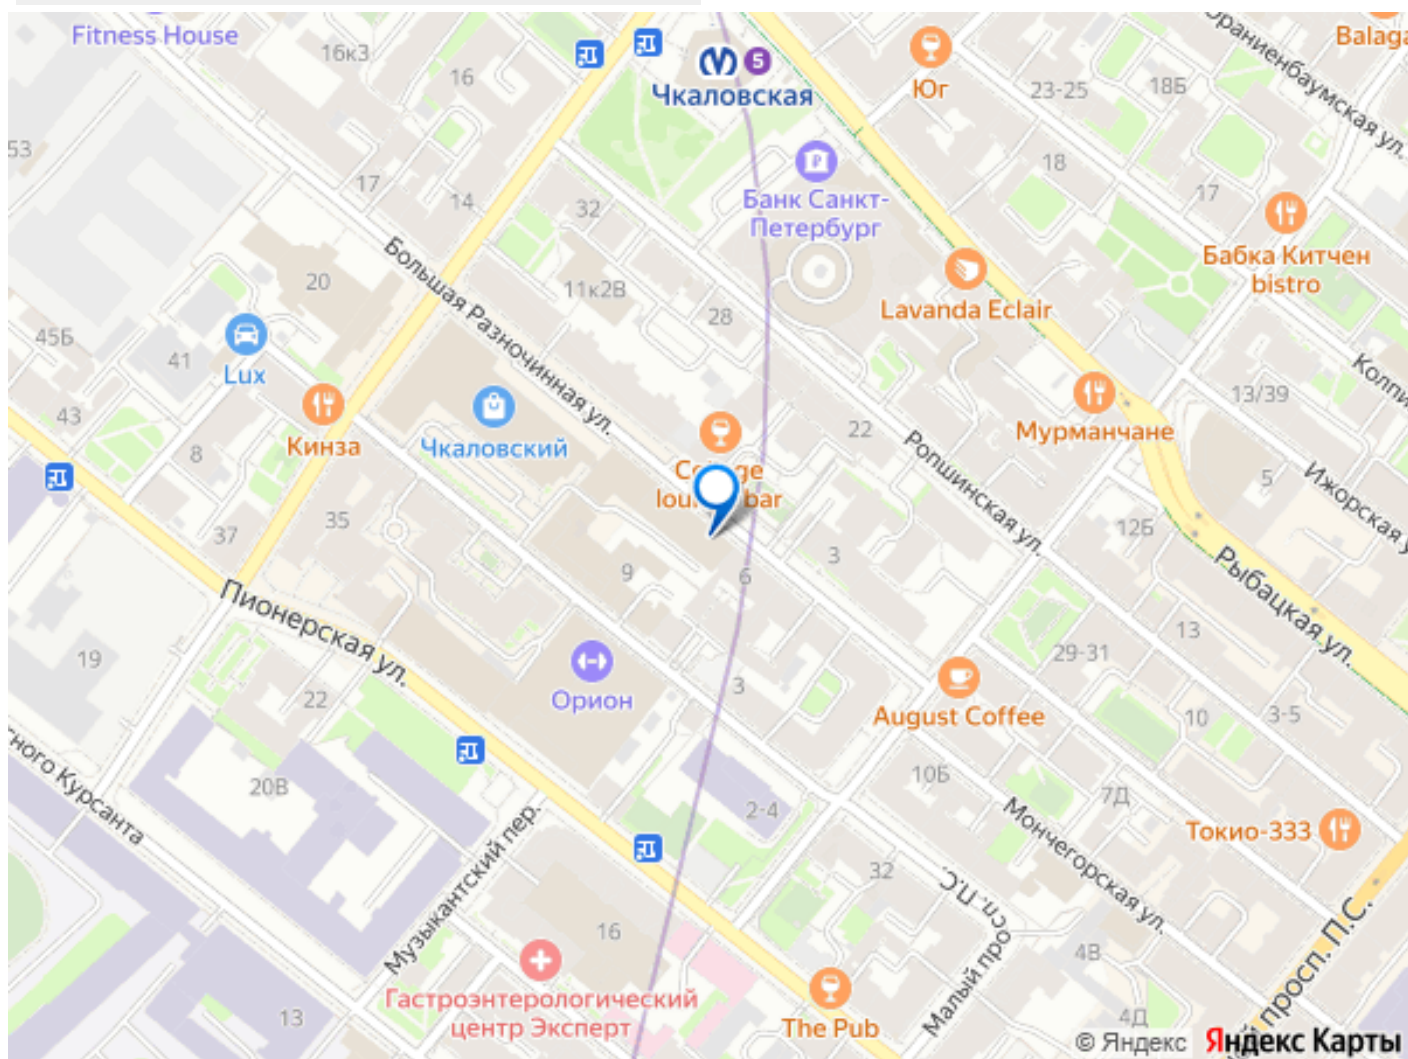 Fitness House
16к3
16
5
Чкаловская
Юг
23-25
18Б
Ораниенбаумская ул.
53
17
14
32
Банк Санкт-
Петербург
18
17
Бабка Китчен
bistro
20
Большая Разночинная ул.
11к2В
28
Lavanda Eclair
45Б
41
Lux
43
8
Кинза
Чкаловский
22
Ропшинская ул.
Мурманчане
13/39
5
37
35
9
6
3
12Б
Рыбацкая ул.
Пионерская ул.
19
22
Орион
3
29-31
13
August Coffee
10
3-5
20В
2-4
10Б
7Д
Мончегорская ул.
Токио-333
Музыкантский пер.
32
Малый просп. П.С.
16
4В
просп. П.С.
Гастроэнтерологический
центр Эксперт
13
The Pub
4Д
© Яндекс Яндекс Карты